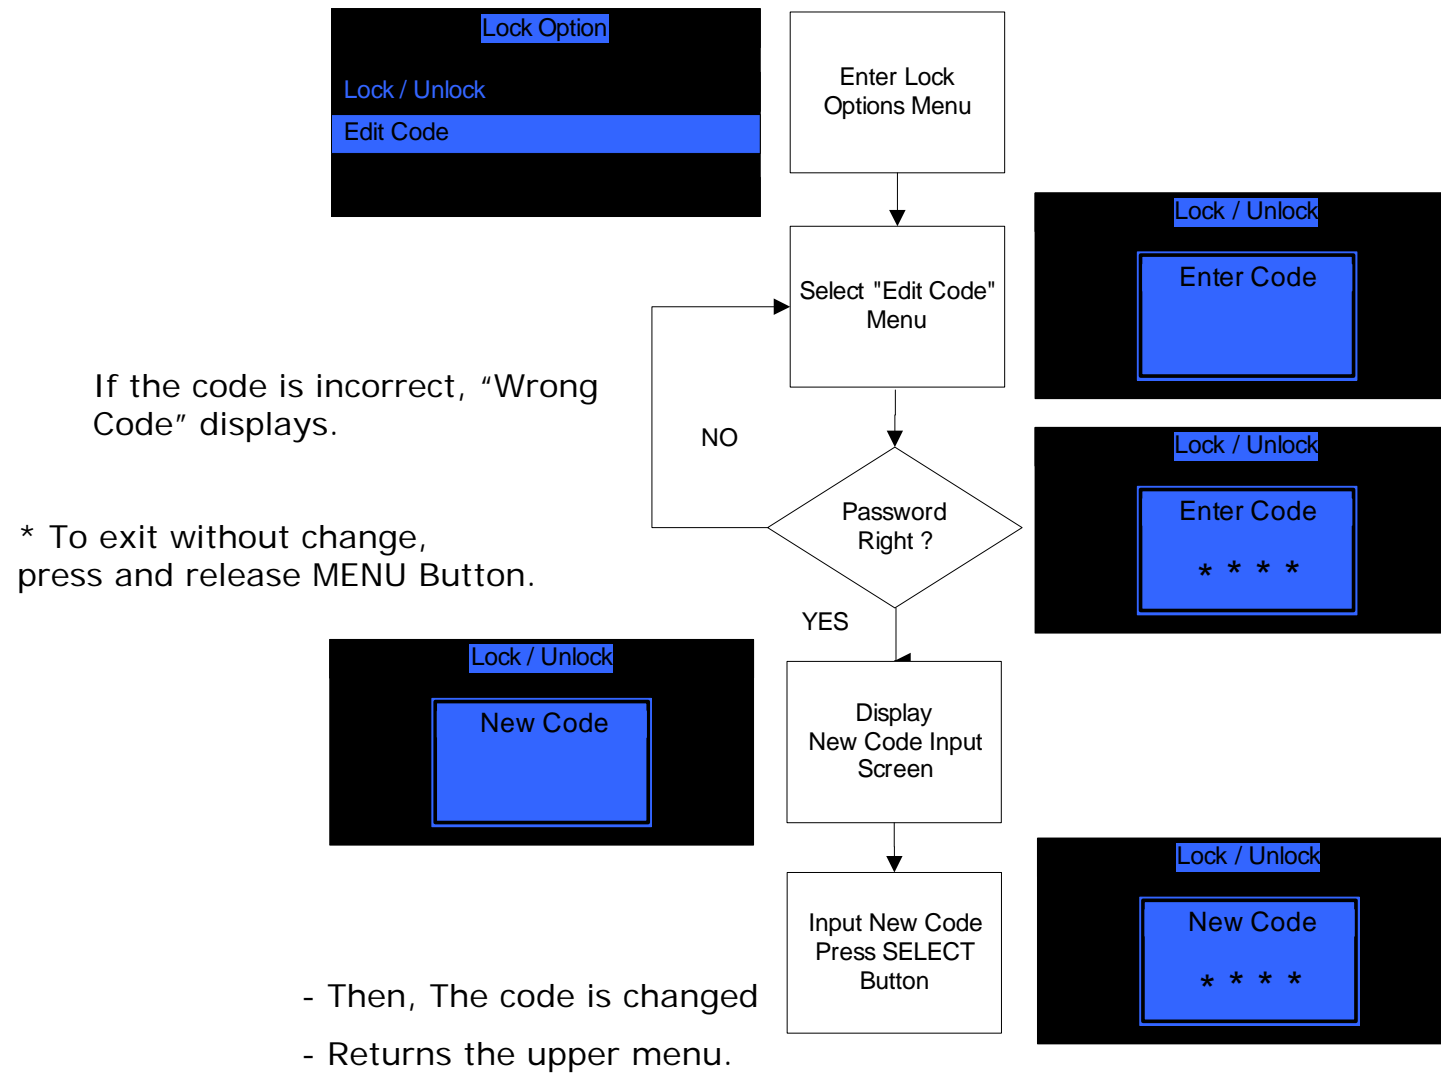 Lock Option
Lock / Unlock
Edit Code
Enter Lock
Options Menu
Lock / Unlock
Enter Code
Select "Edit Code"
Menu
If the code is incorrect, “Wrong
Code” displays.
NO
Lock / Unlock
Enter Code
* * * *
Password
Right ?
* To exit without change,
press and release MENU Button.
YES
Lock / Unlock
New Code
Display
New Code Input
Screen
Lock / Unlock
New Code
* * * *
Input New Code
Press SELECT
Button
- Then, The code is changed
- Returns the upper menu.